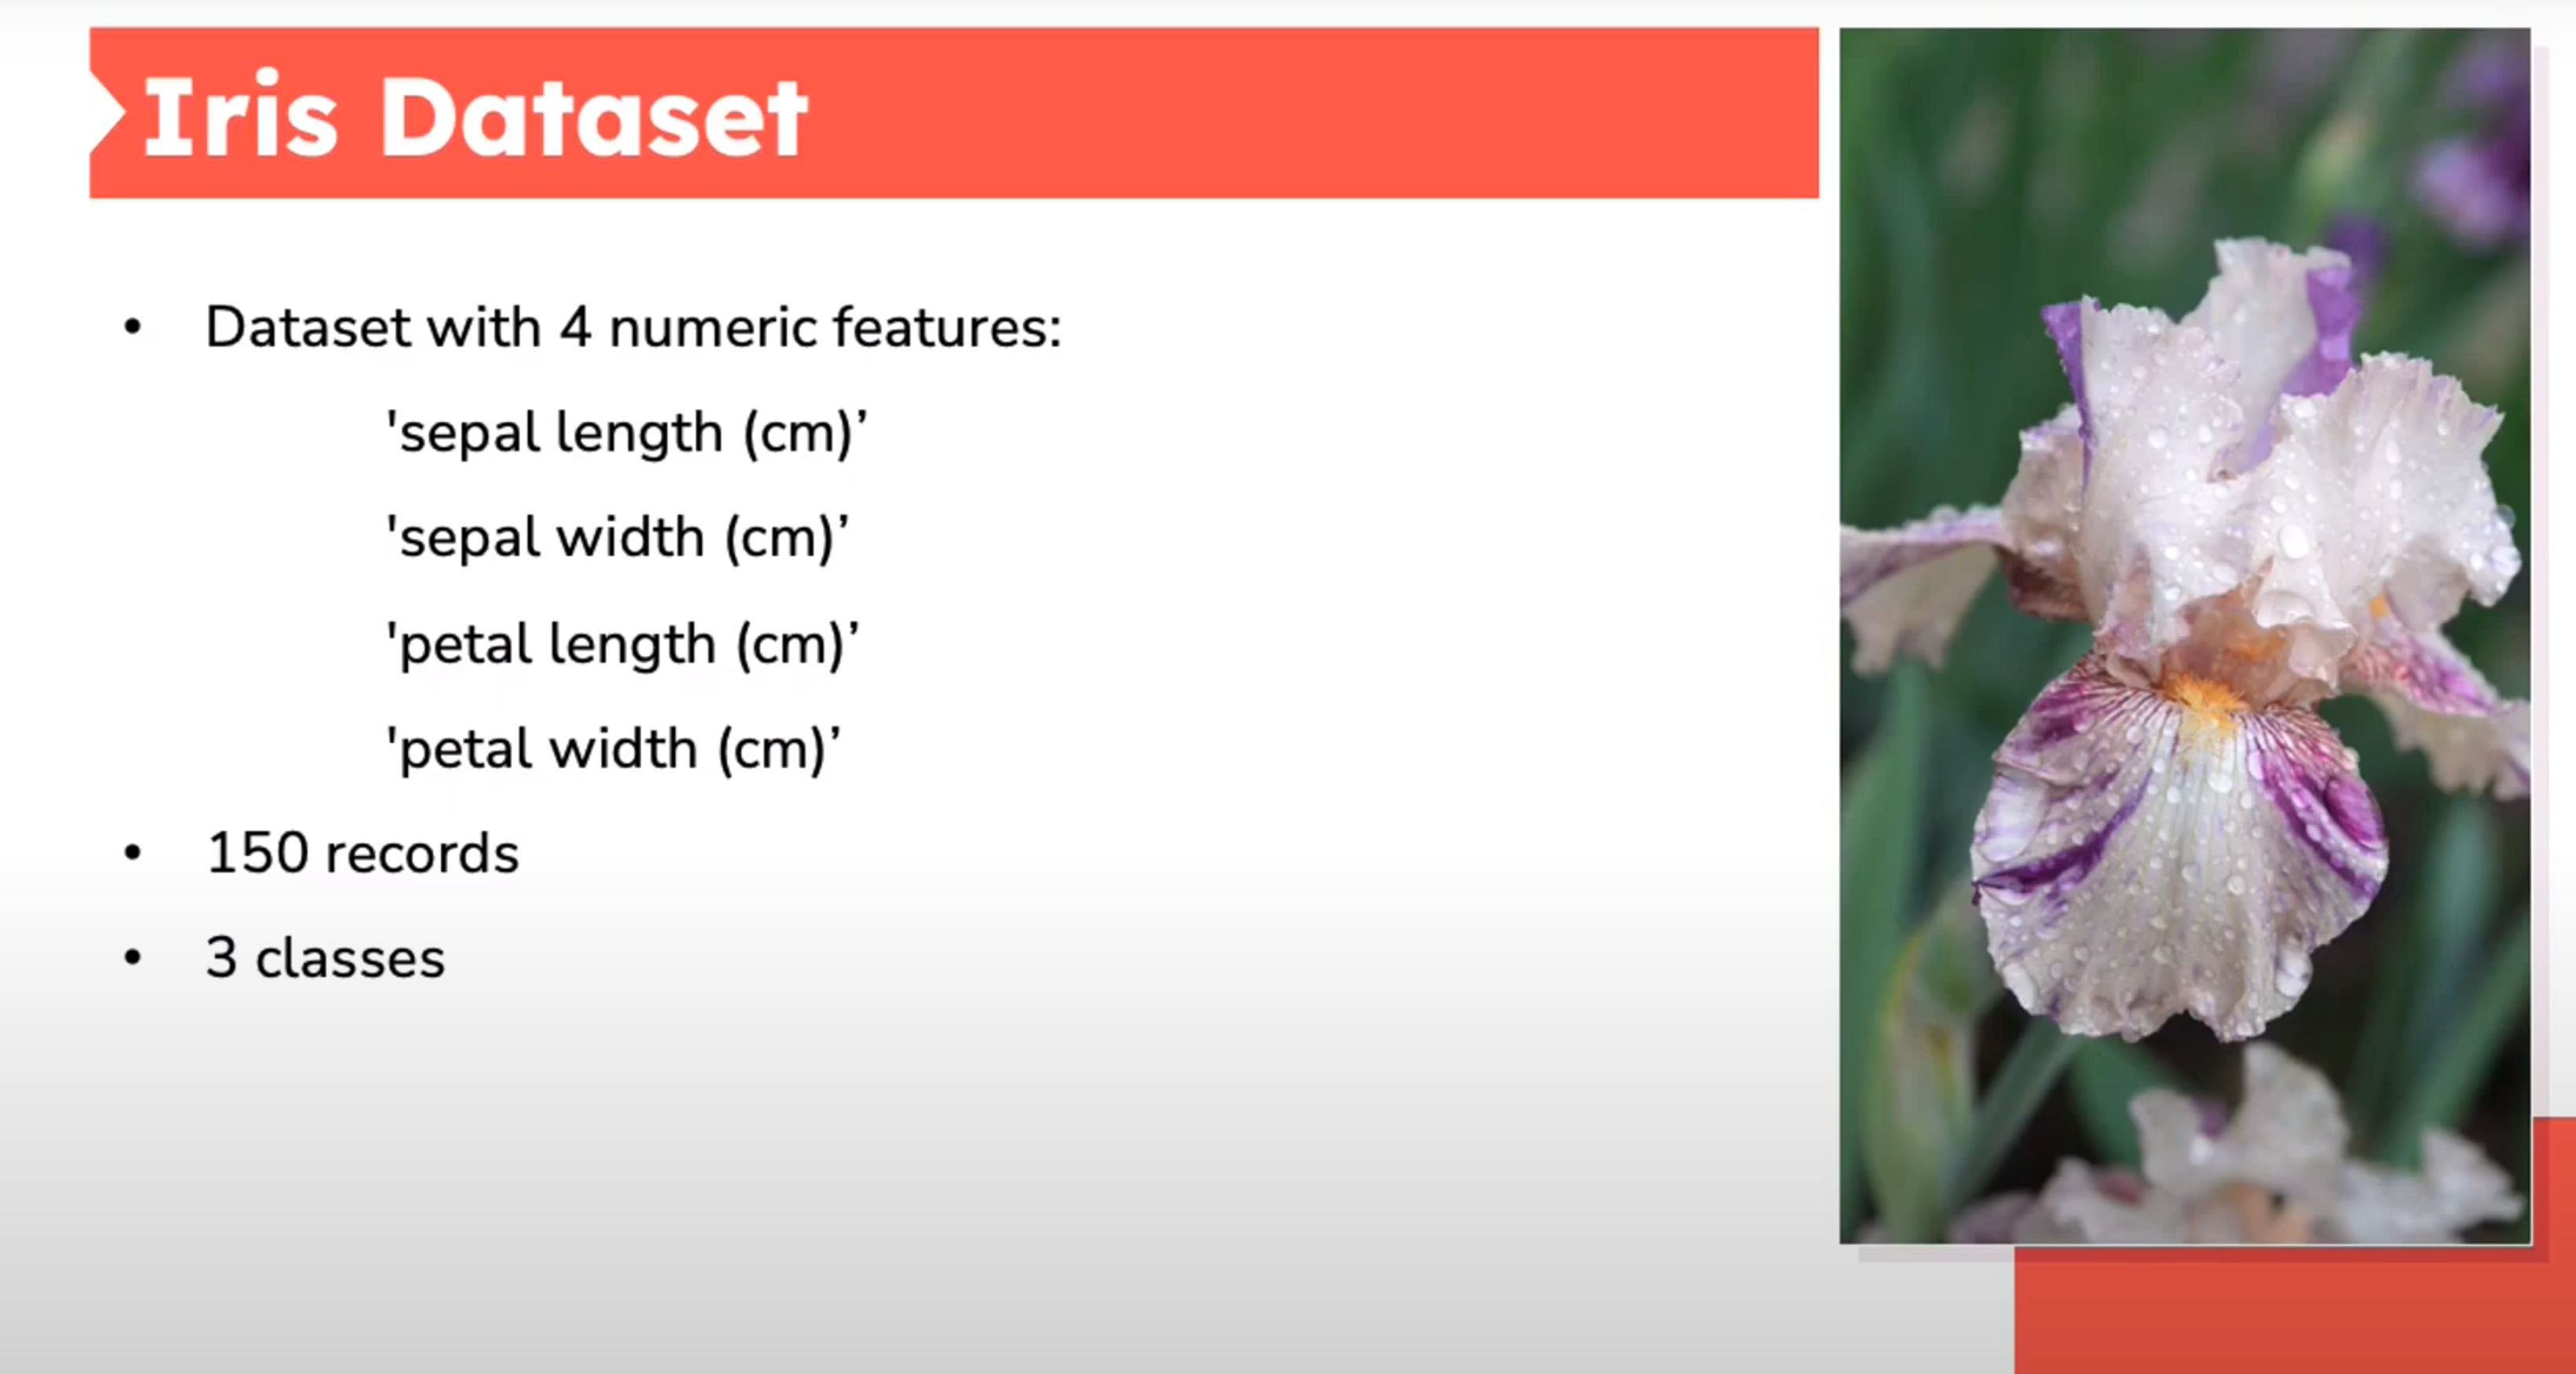 Iris Dataset
• Dataset with 4 numeric features:
'sepal length (cm)’
'sepal width (cm)’
'petal length (cm)’
'petal width (cm)’
• 150 records
• 3 classes